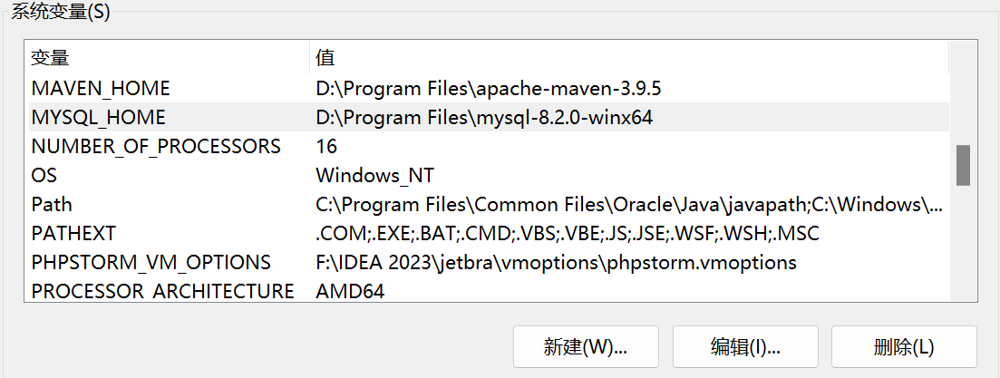 系统变量(S)
变量 值
MAVEN_HOME D:\Program Files\apache-maven-3.9.5
MYSQL_HOME D:\Program Files\mysql-8.2.0-winx64
NUMBER_OF_PROCESSORS 16
OS Windows_NT
Path C:\Program Files\Common Files\Oracle\Java\javapath;C:\Windows\...
PATHEXT .COM;.EXE;.BAT;.CMD;.VBS;.VBE;.JS;.JSE;.WSF;.WSH;.MSC
PHPSTORM_VM_OPTIONS F:\IDEA 2023\jetbra\vmoptions\phpstorm.vmoptions
PROCESSOR_ARCHITECTURE AMD64
新建(W)... 编辑(I)... 删除(L)